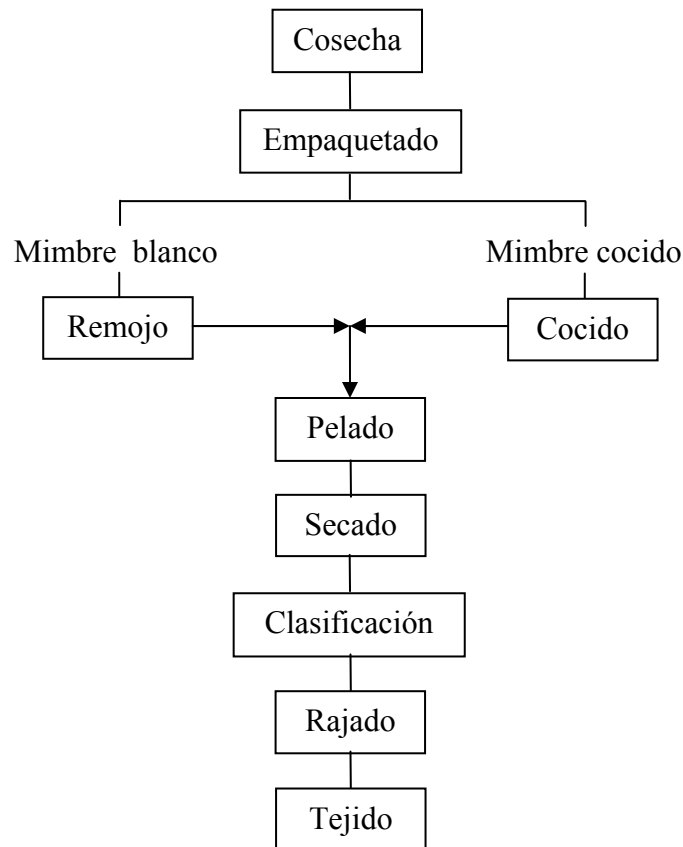 Cosecha
Empaquetado
Mimbre blanco
Mimbre cocido
Remojo
Cocido
Pelado
Secado
Clasificación
Rajado
Tejido